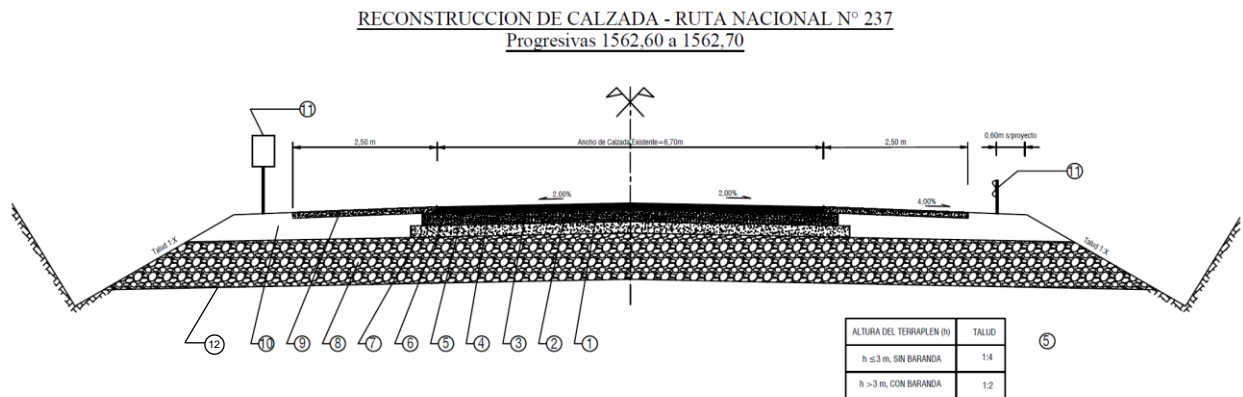 RECONSTRUCCION DE CALZADA - RUTA NACIONAL N° 237
Progresivas 1562,60 a 1562,70
11
2,50 m
Ancho de Calzada Existente=6,70m
2,50 m
0,60m s/proyecto
11
2,00%
2,00%
4,00%
Talud 1:X
Talud 1:X
12
10
9
8
7
6
5
4
3
2
1
ALTURA DEL TERRAPLEN (h) TALUD
h ≤3 m, SIN BARANDA 1:4
h >3 m, CON BARANDA 1:2
5